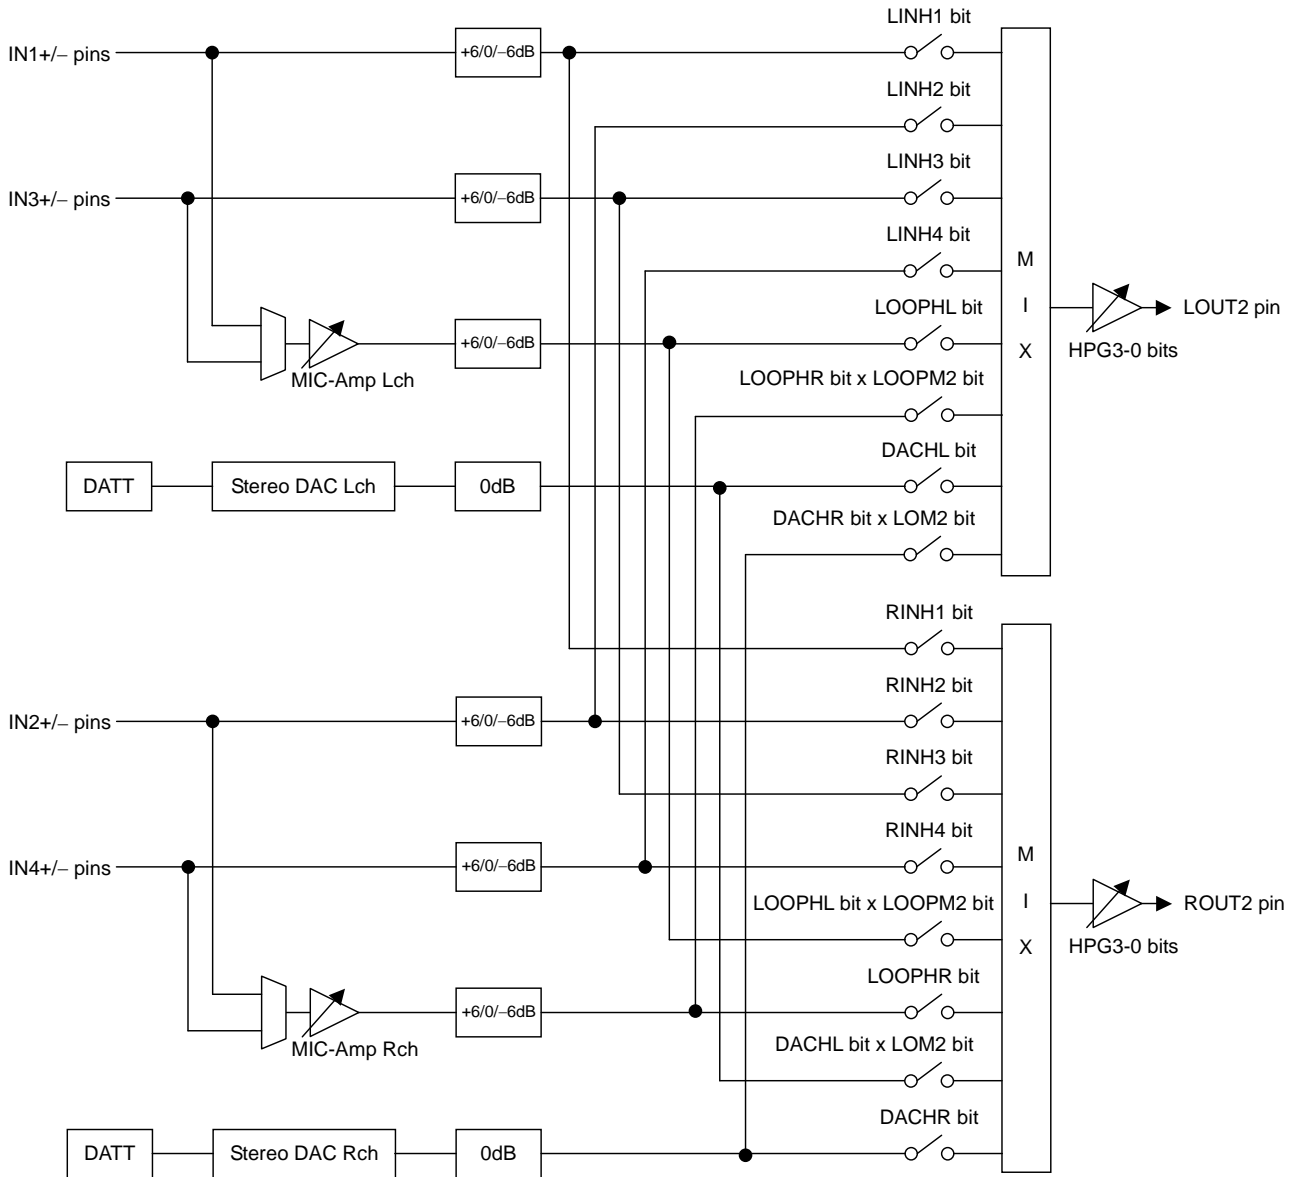 LINH1 bit
IN1+/− pins
+6/0/−6dB
LINH2 bit
LINH3 bit
IN3+/− pins
+6/0/−6dB
LINH4 bit
M
I
X
LOOPHL bit
LOUT2 pin
HPG3-0 bits
+6/0/−6dB
MIC-Amp Lch
LOOPHR bit x LOOPM2 bit
DACHL bit
DATT
Stereo DAC Lch
0dB
DACHR bit x LOM2 bit
RINH1 bit
RINH2 bit
IN2+/− pins
+6/0/−6dB
RINH3 bit
RINH4 bit
IN4+/− pins
+6/0/−6dB
M
I
X
LOOPHL bit x LOOPM2 bit
ROUT2 pin
HPG3-0 bits
LOOPHR bit
+6/0/−6dB
MIC-Amp Rch
DACHL bit x LOM2 bit
DACHR bit
DATT
Stereo DAC Rch
0dB